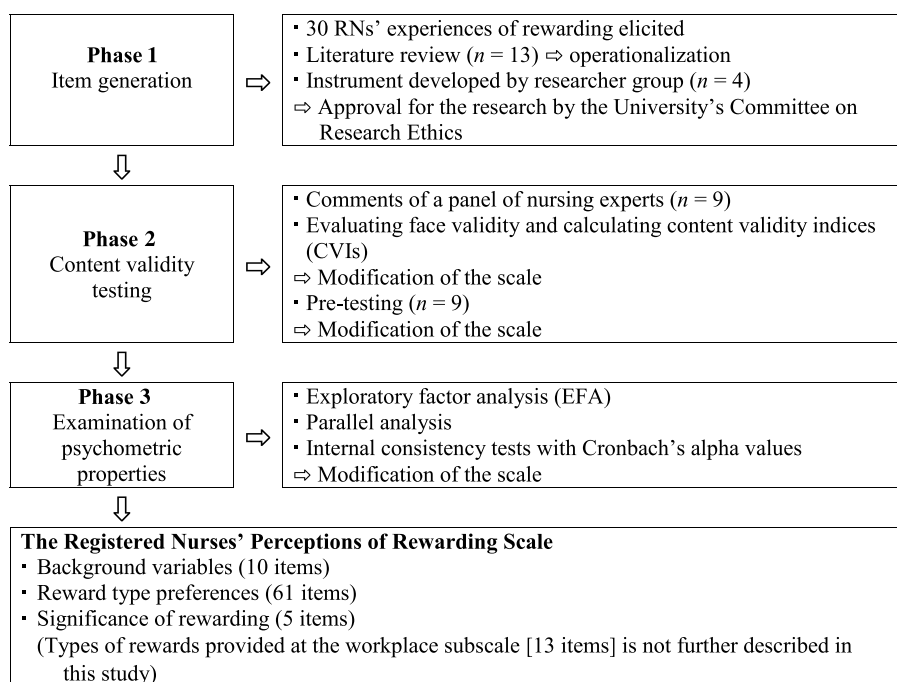 Phase 1
Item generation
⇨
▪ 30 RNs’ experiences of rewarding elicited
▪ Literature review (n = 13) ⇨ operationalization
▪ Instrument developed by researcher group (n = 4)
⇨ Approval for the research by the University’s Committee on
Research Ethics
Phase 2
Content validity
testing
⇨
▪ Comments of a panel of nursing experts (n = 9)
▪ Evaluating face validity and calculating content validity indices
(CVIs)
⇨ Modification of the scale
▪ Pre-testing (n = 9)
⇨ Modification of the scale
Phase 3
Examination of
psychometric
properties
⇨
▪ Exploratory factor analysis (EFA)
▪ Parallel analysis
▪ Internal consistency tests with Cronbach’s alpha values
⇨ Modification of the scale
The Registered Nurses’ Perceptions of Rewarding Scale
▪ Background variables (10 items)
▪ Reward type preferences (61 items)
▪ Significance of rewarding (5 items)
(Types of rewards provided at the workplace subscale [13 items] is not further described in
this study)